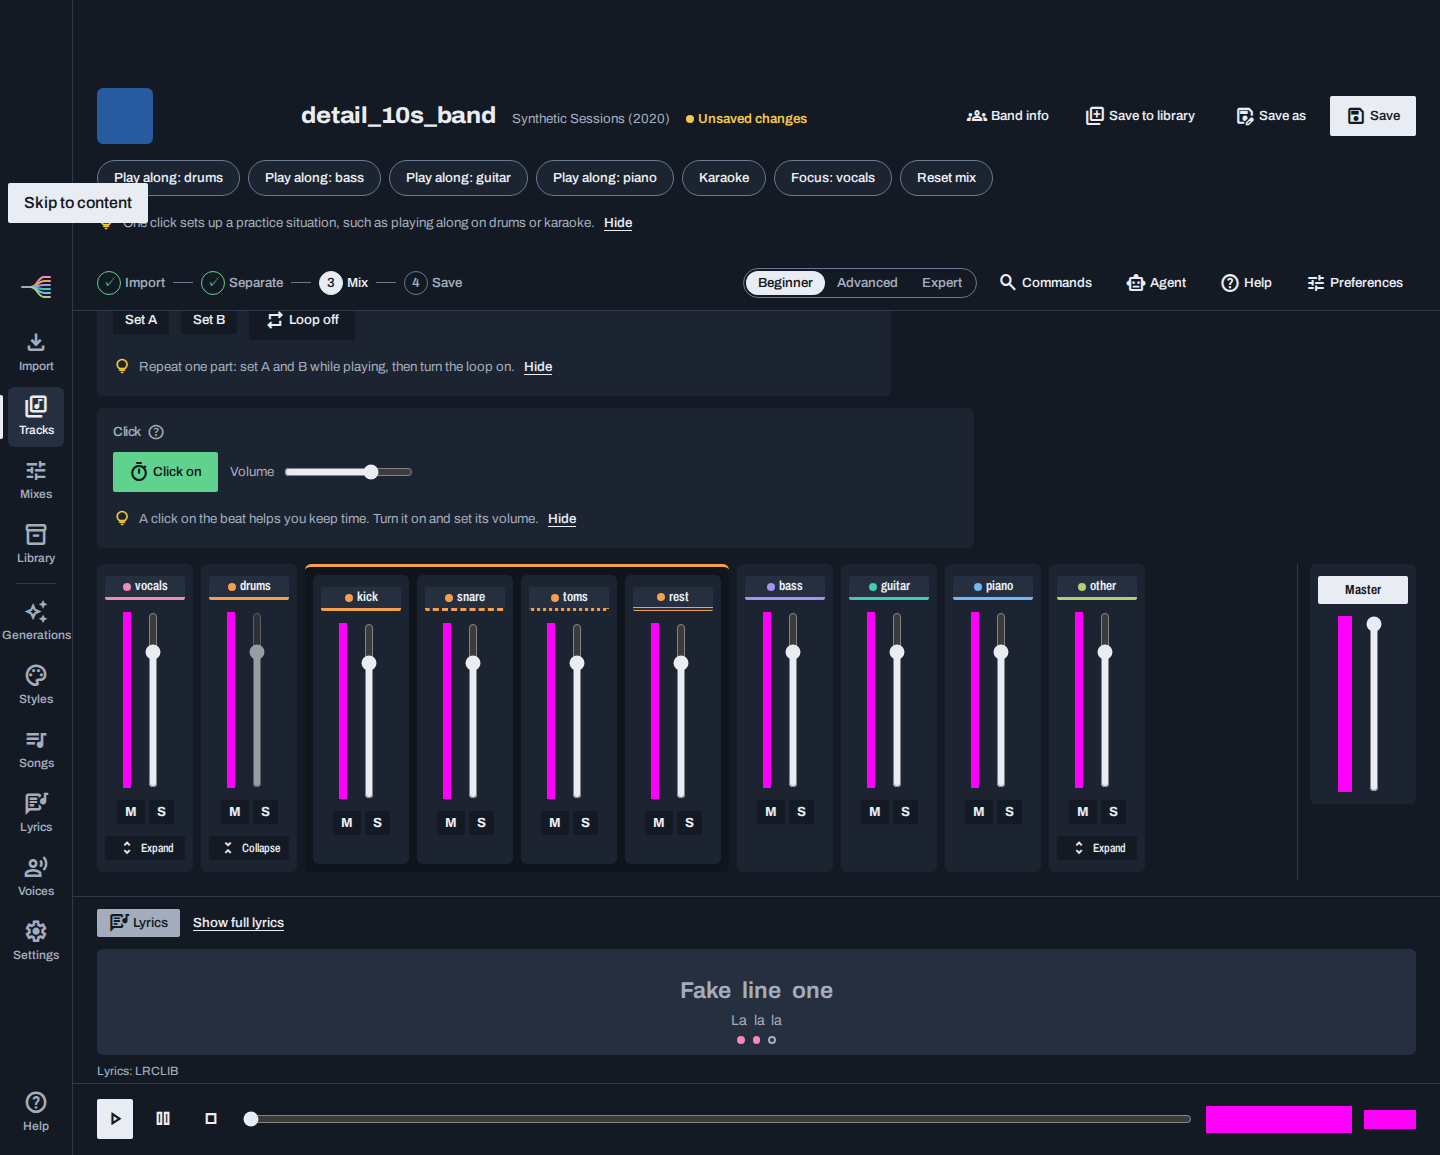 detail_10s_band Synthetic Sessions (2020) Unsaved changes Band info Save to library Save as Save
Play along: drums Play along: bass Play along: guitar Play along: piano Karaoke Focus: vocals Reset mix
Skip to content
One click sets up a practice situation, such as playing along on drums or karaoke. Hide
Import Separate 3 Mix 4 Save Beginner Advanced Expert Commands Agent Help Preferences
Set A Set B Loop off
Repeat one part: set A and B while playing, then turn the loop on. Hide
Import
Tracks
Mixes
Library
Generations
Styles
Songs
Lyrics
Voices
Settings
Help
Click
Click on Volume
A click on the beat helps you keep time. Turn it on and set its volume. Hide
vocals drums kick snare toms rest bass guitar piano other Master
M S M S M S M S M S M S M S M S M S M S
Expand Collapse Expand
Lyrics Show full lyrics
Fake line one
La la la
Lyrics: LRCLIB